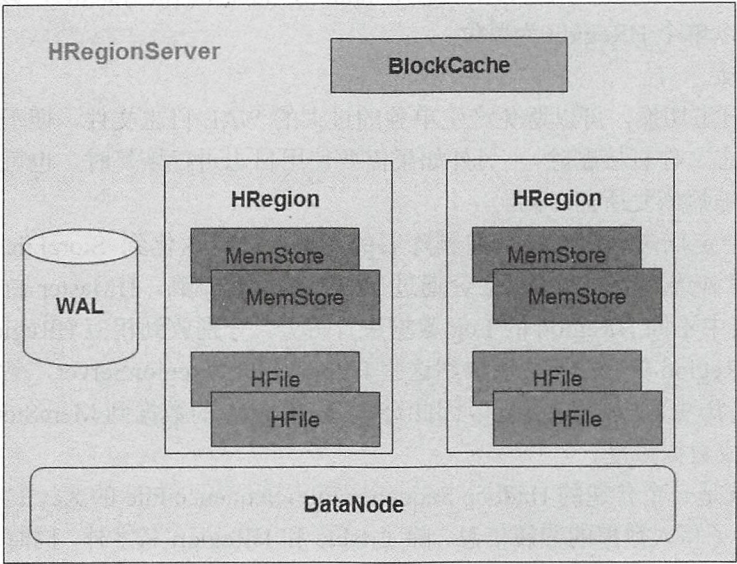 HRegionServer
BlockCache
HRegion
HRegion
WAL
MemStore
MemStore
MemStore
MemStore
HFile
HFile
HFile
HFile
DataNode